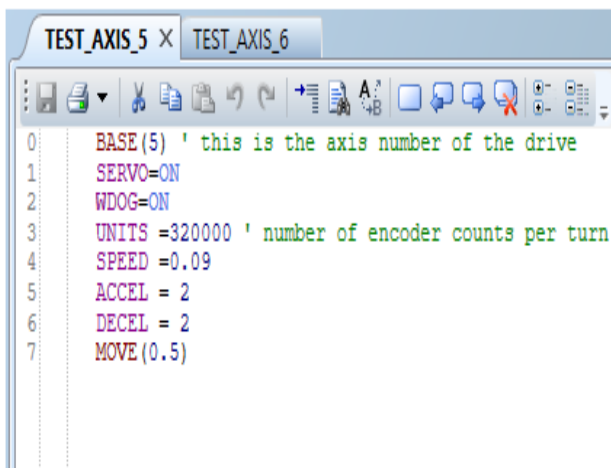 TEST_AXIS_5 TEST_AXIS_6
0 BASE(5) ' this is the axis number of the drive
1 SERVO=ON
2 WDOG=ON
3 UNITS =320000 ' number of encoder counts per turn
4 SPEED =0.09
5 ACCEL = 2
6 DECEL = 2
7 MOVE(0.5)